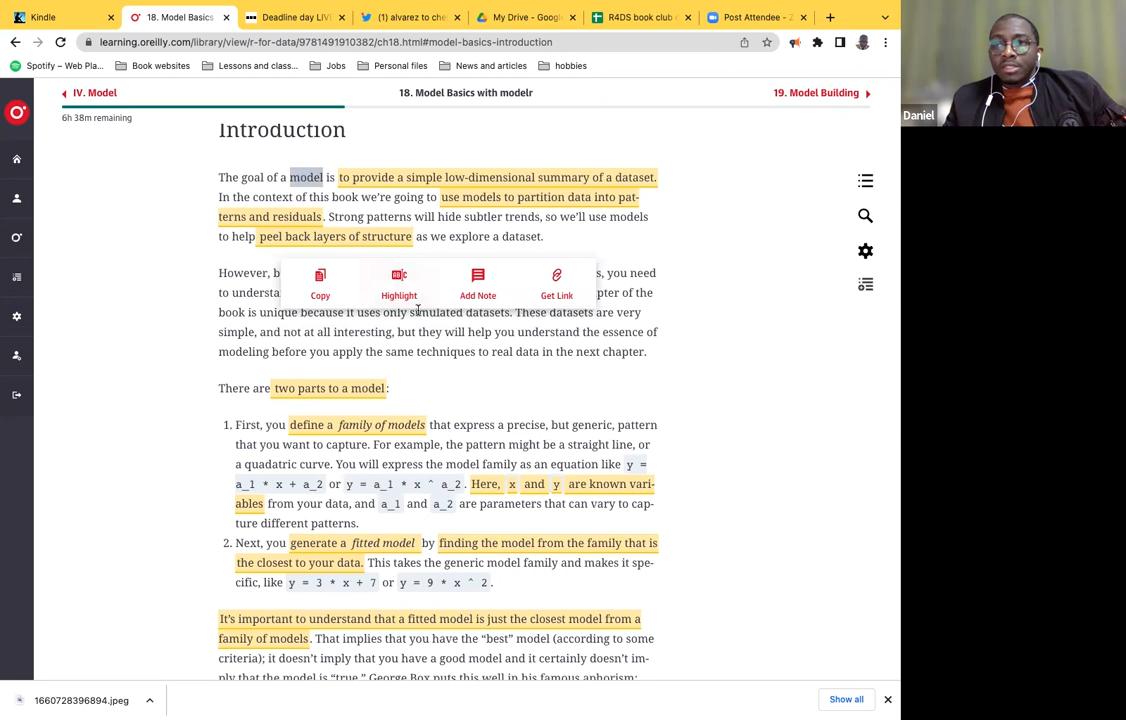 Kindle
18. Model Basics
Deadline day LIVE
alvarez to che
My Drive - Google
R4DS book club
Post Attendee - Z
learning.oreilly.com/library/view/r-for-data/9781491910382/ch18.html#model-basics-introduction
Spotify – Web Pla...
Book websites
Lessons and class...
Jobs
Personal files
News and articles
hobbies
IV. Model
18. Model Basics with modelr
19. Model Building
6h 38m remaining
Introduction
The goal of a model is to provide a simple low-dimensional summary of a dataset.
In the context of this book we’re going to use models to partition data into pat-
terns and residuals. Strong patterns will hide subtler trends, so we’ll use models
to help peel back layers of structure as we explore a dataset.
However, b
s, you need
to understa
pter of the
Copy
Highlight
Add Note
Get Link
book is unique because it uses only simulated datasets. These datasets are very
simple, and not at all interesting, but they will help you understand the essence of
modeling before you apply the same techniques to real data in the next chapter.
There are two parts to a model:
1. First, you define a family of models that express a precise, but generic, pattern
that you want to capture. For example, the pattern might be a straight line, or
a quadratic curve. You will express the model family as an equation like y =
a_1 * x + a_2 or y = a_1 * x ^ a_2. Here, x and y are known vari-
ables from your data, and a_1 and a_2 are parameters that can vary to cap-
ture different patterns.
2. Next, you generate a fitted model by finding the model from the family that is
the closest to your data. This takes the generic model family and makes it spe-
cific, like y = 3 * x + 7 or y = 9 * x ^ 2.
It’s important to understand that a fitted model is just the closest model from a
family of models. That implies that you have the “best” model (according to some
criteria); it doesn’t imply that you have a good model and it certainly doesn’t im-
ply that the model is “true.” George Box puts this well in his famous aphorism:
1660728396894.jpeg
Show all
Daniel